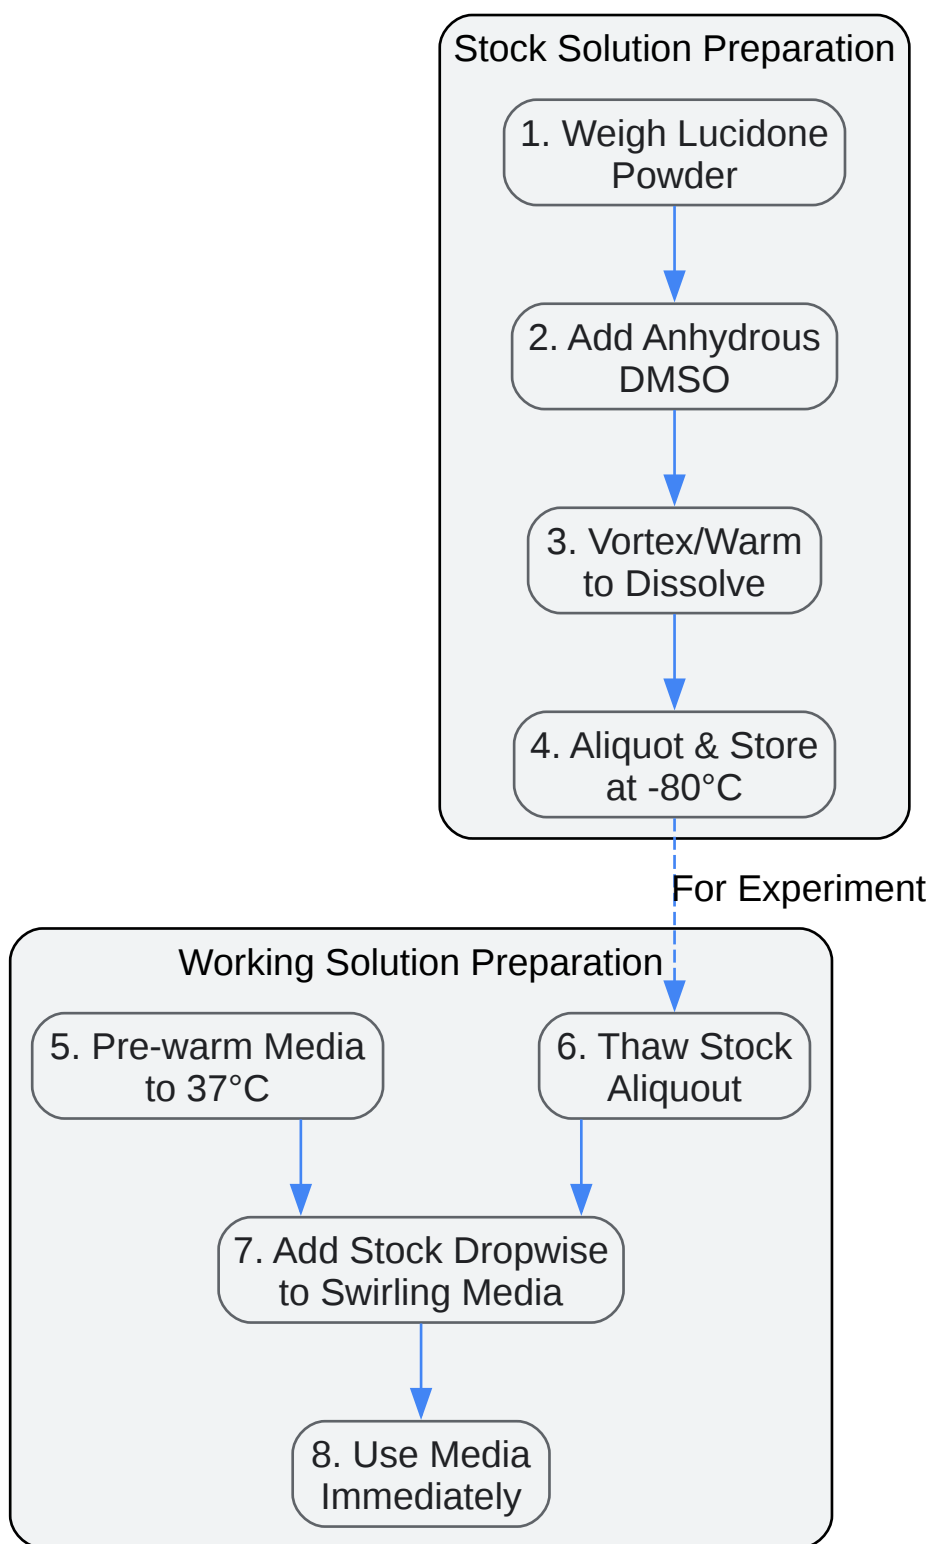 Stock Solution Preparation
1. Weigh Lucidone
Powder
2. Add Anhydrous
DMSO
3. Vortex/Warm
to Dissolve
4. Aliquot & Store
at -80°C
For Experiment
Working Solution Preparation
5. Pre-warm Media
to 37°C
6. Thaw Stock
Aliquout
7. Add Stock Dropwise
to Swirling Media
8. Use Media
Immediately